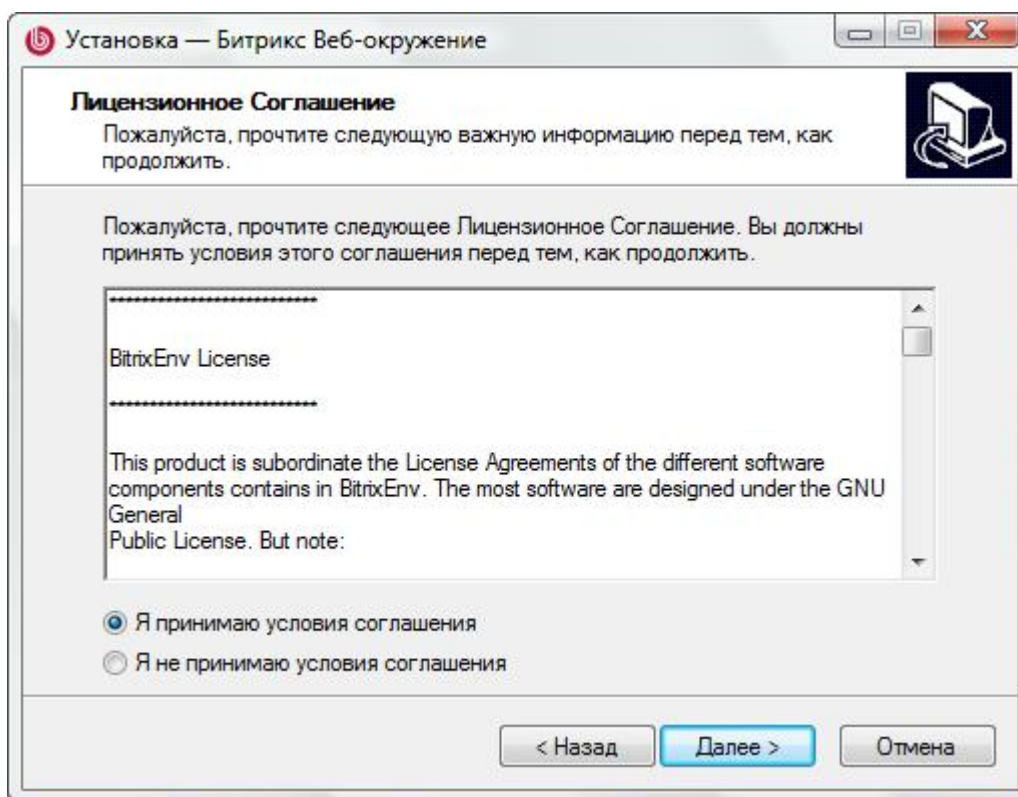 Установка — Битрикс Веб-окружение
Лицензионное Соглашение
Пожалуйста, прочтите следующую важную информацию перед тем, как
продолжить.
Пожалуйста, прочтите следующее Лицензионное Соглашение. Вы должны
принять условия этого соглашения перед тем, как продолжить.
**************************
BitrixEnv License
**************************
This product is subordinate the License Agreements of the different software
components contains in BitrixEnv. The most software are designed under the GNU
General
Public License. But note:
Я принимаю условия соглашения
Я не принимаю условия соглашения
< Назад
Далее >
Отмена